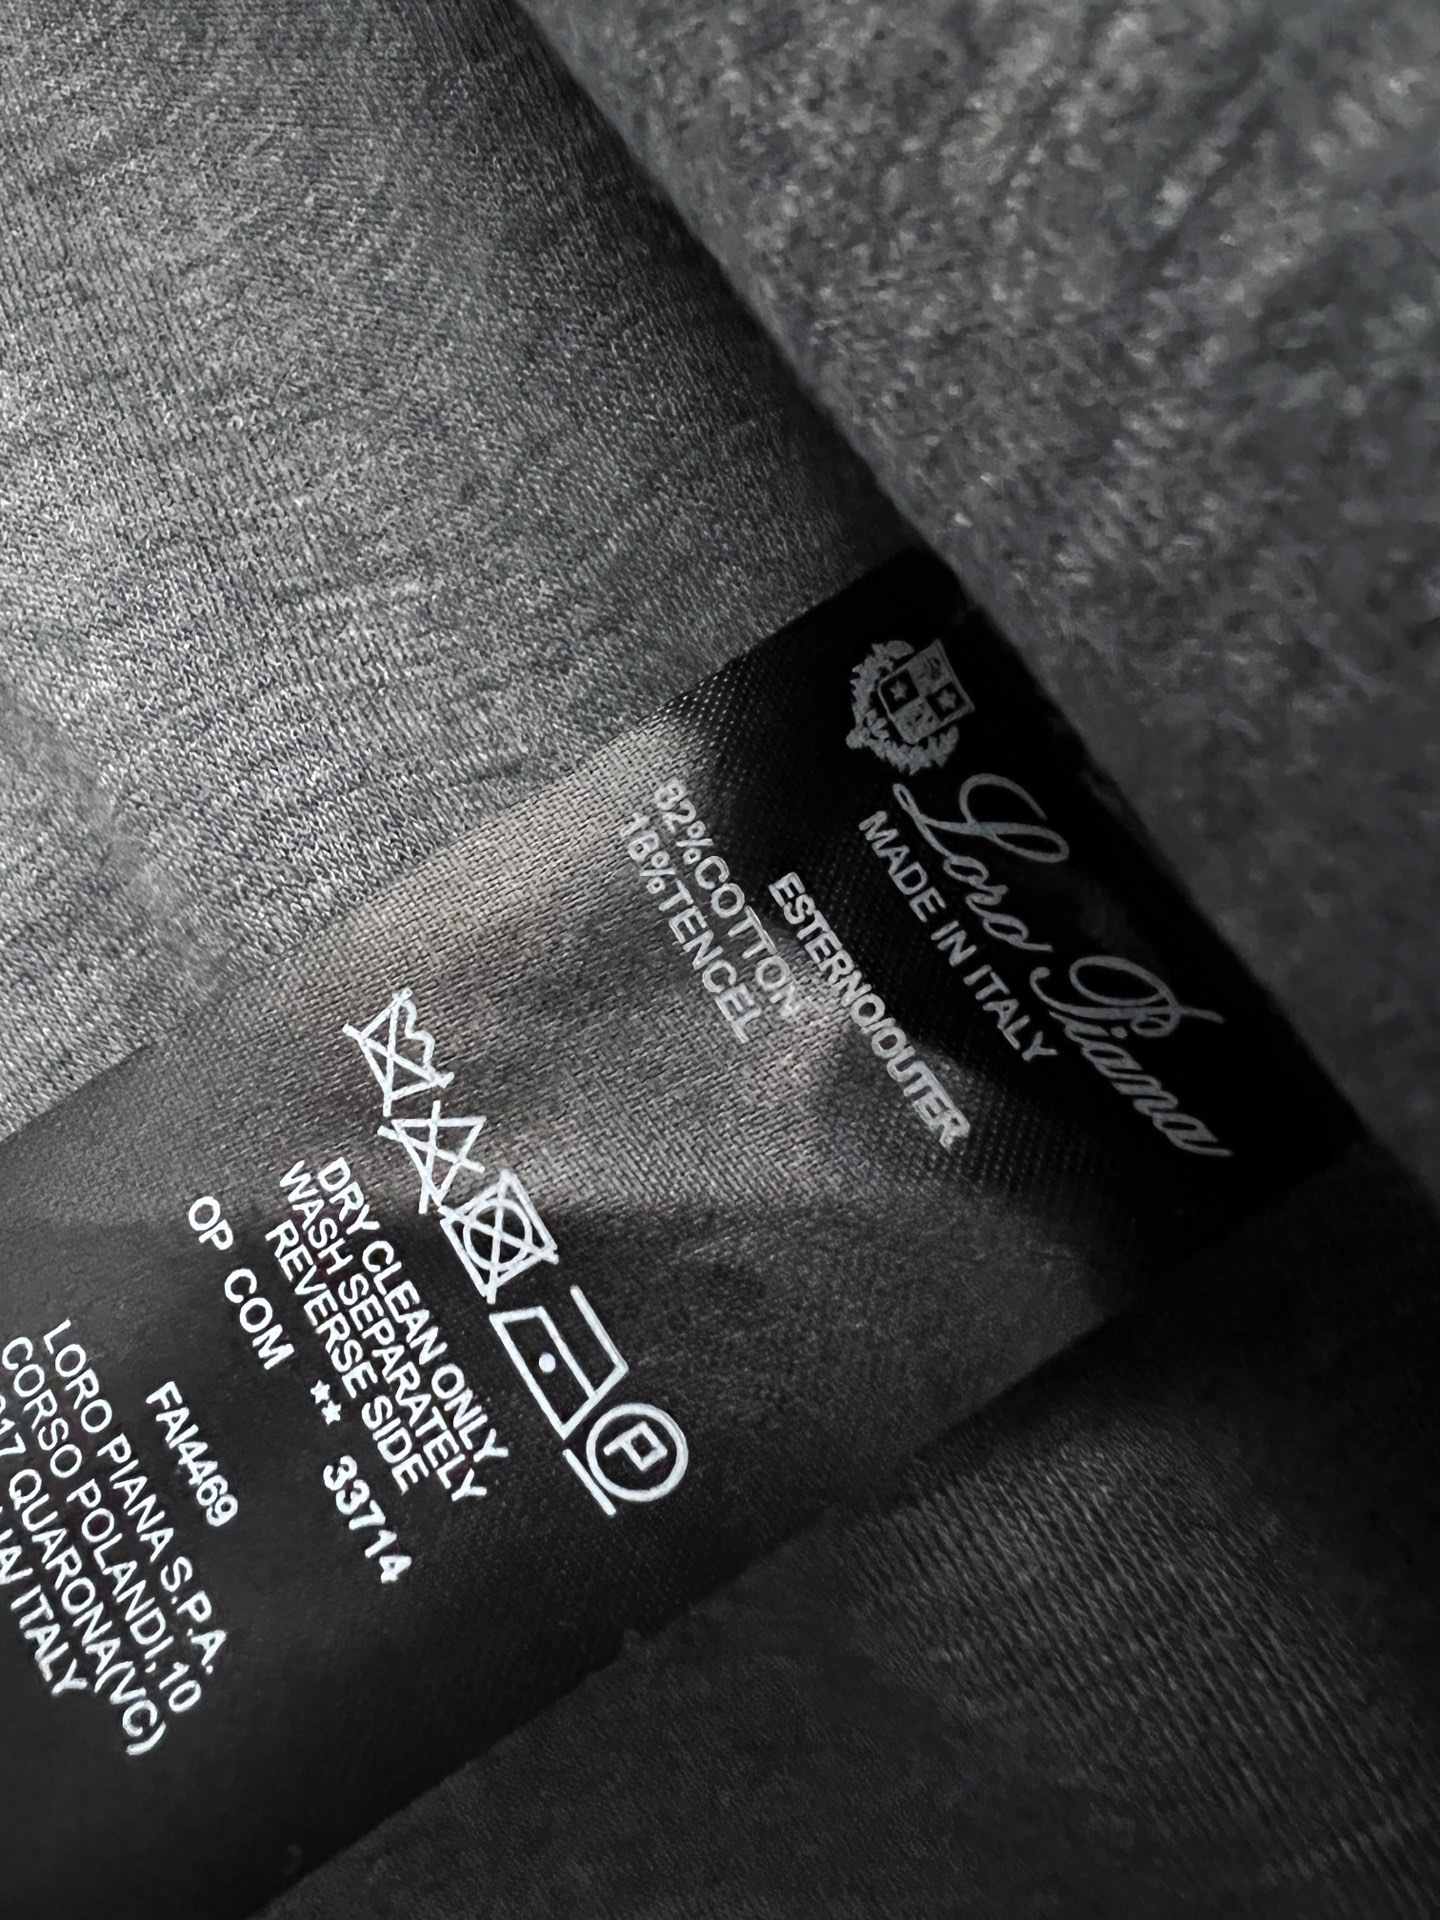 Loro Piana
MADE IN ITALY
ESTERNO/OUTER
82%COTTON
18%TENCEL
P
DRY CLEAN ONLY
WASH SEPARATELY
REVERSE SIDE
OP COM ** 33714
FAI4469
LORO PIANA S.P.A.
CORSO POLANDI,10
QUARONA(VC)
ITALY